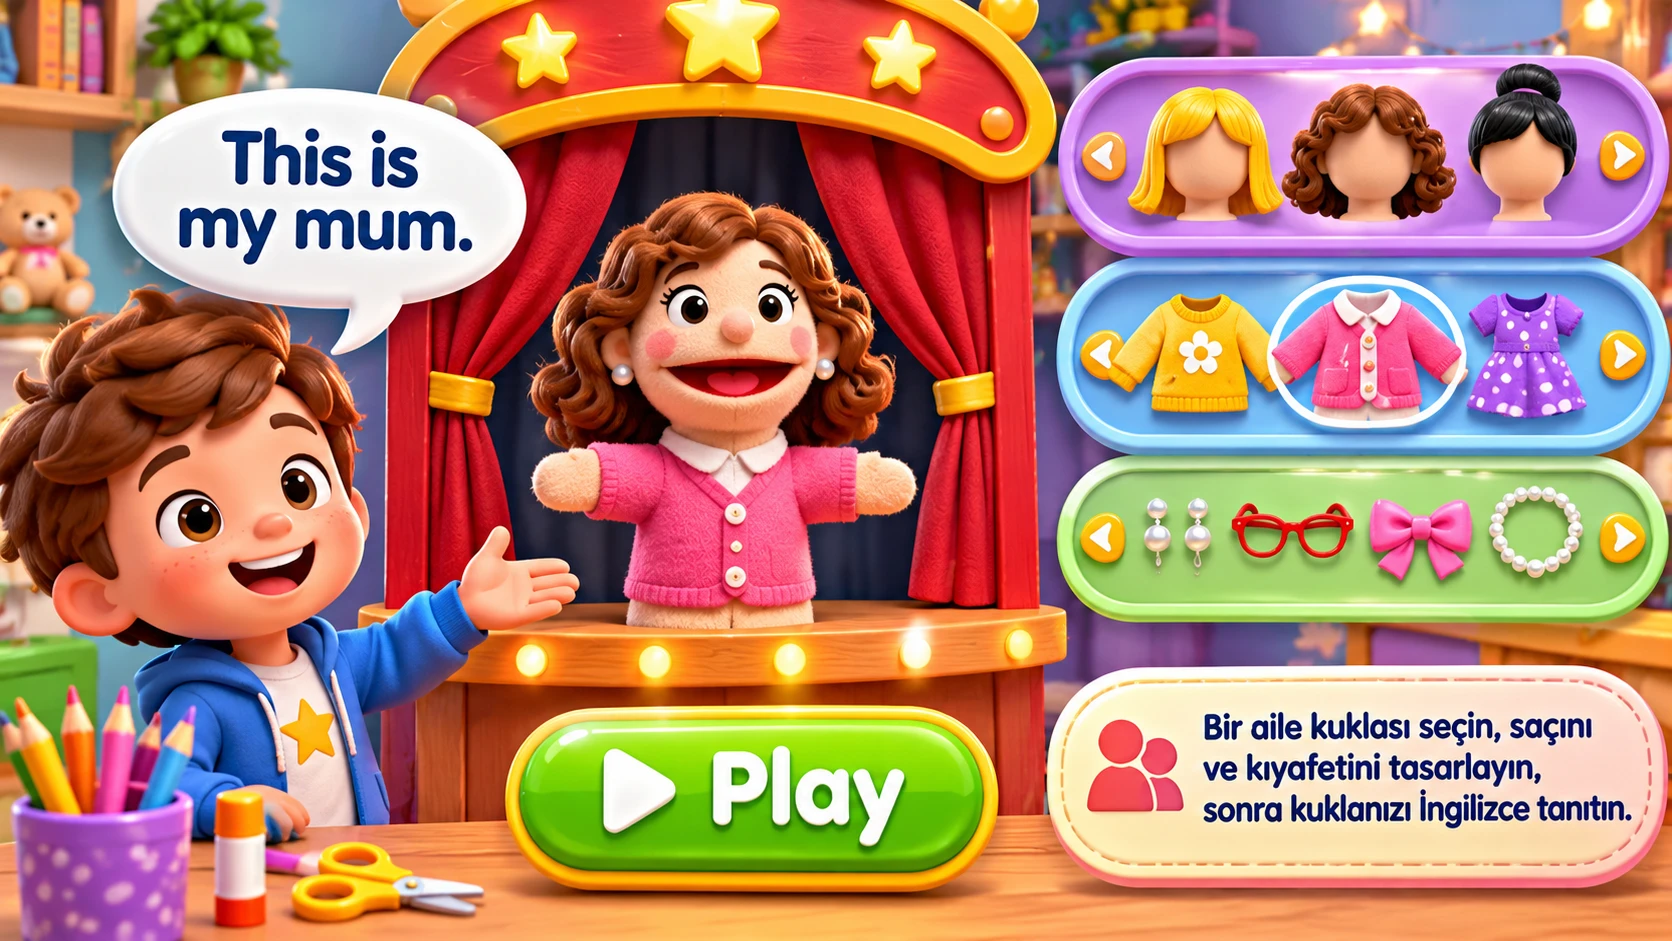 This is
my mum.
Play
Bir aile kuklası seçin, saçını
ve kıyafetini tasarlayın,
sonra kuklanızı İngilizce tanıtın.